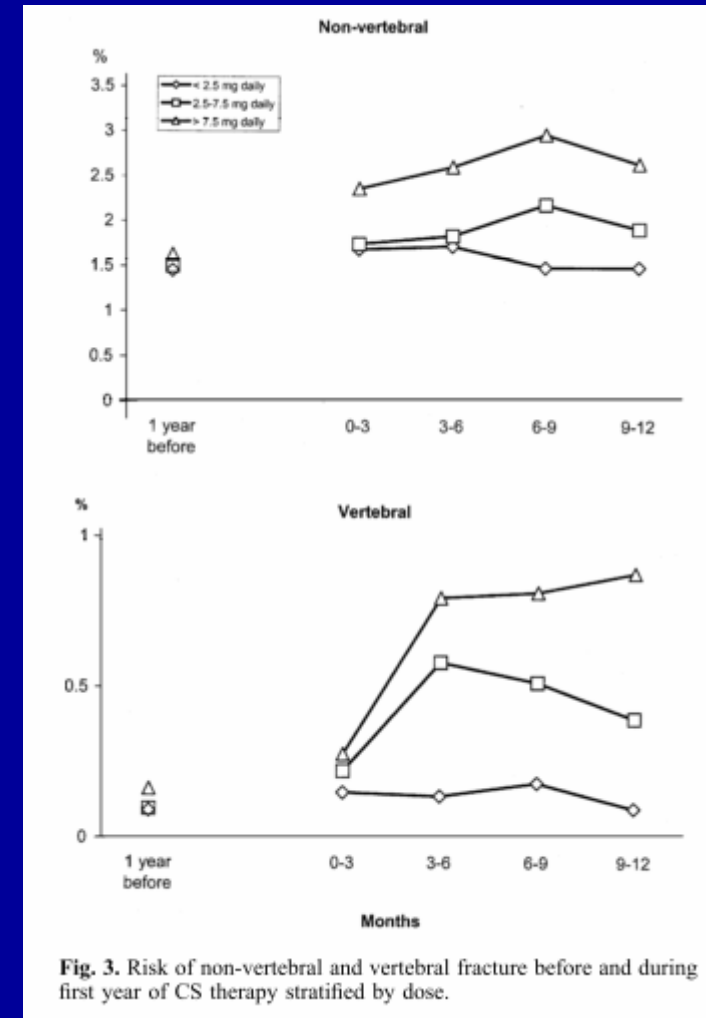 Non-vertebral
%
3.5
3
2.5
2
1.5
1
0.5
0
< 2.5 mg daily
2.5-7.5 mg daily
> 7.5 mg daily
1 year
before
0-3
3-6
6-9
9-12
Vertebral
%
1
0.5
0
1 year
before
0-3
3-6
6-9
9-12
Months
Fig. 3. Risk of non-vertebral and vertebral fracture before and during
first year of CS therapy stratified by dose.